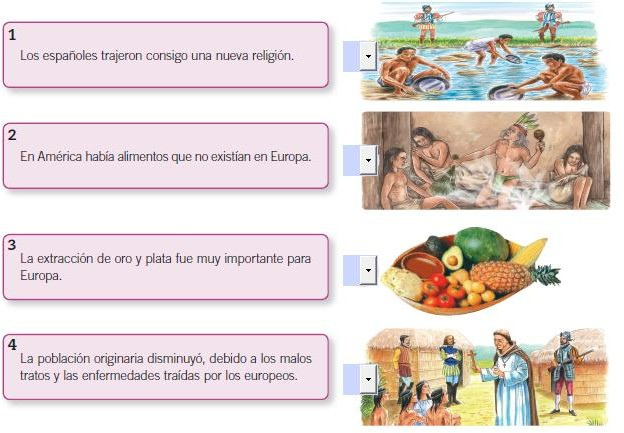 1
Los españoles trajeron consigo una nueva religión.
2
En América había alimentos que no existían en Europa.
3
La extracción de oro y plata fue muy importante para
Europa.
4
La población originaria disminuyó, debido a los malos
tratos y las enfermedades traídas por los europeos.